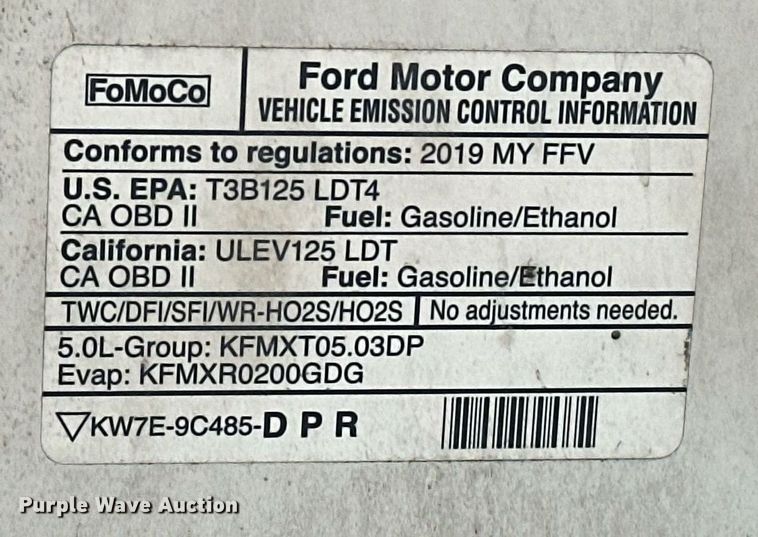 FoMoCo
Ford Motor Company
VEHICLE EMISSION CONTROL INFORMATION
Conforms to regulations: 2019 MY FFV
U.S. EPA: T3B125 LDT4
CA OBD II Fuel: Gasoline/Ethanol
California: ULEV125 LDT
CA OBD II Fuel: Gasoline/Ethanol
TWC/DFI/SFI/WR-HO2S/HO2S No adjustments needed.
5.0L-Group: KFMXT05.03DP
Evap: KFMXR0200GDG
▽KW7E-9C485-D P R
Purple Wave Auction